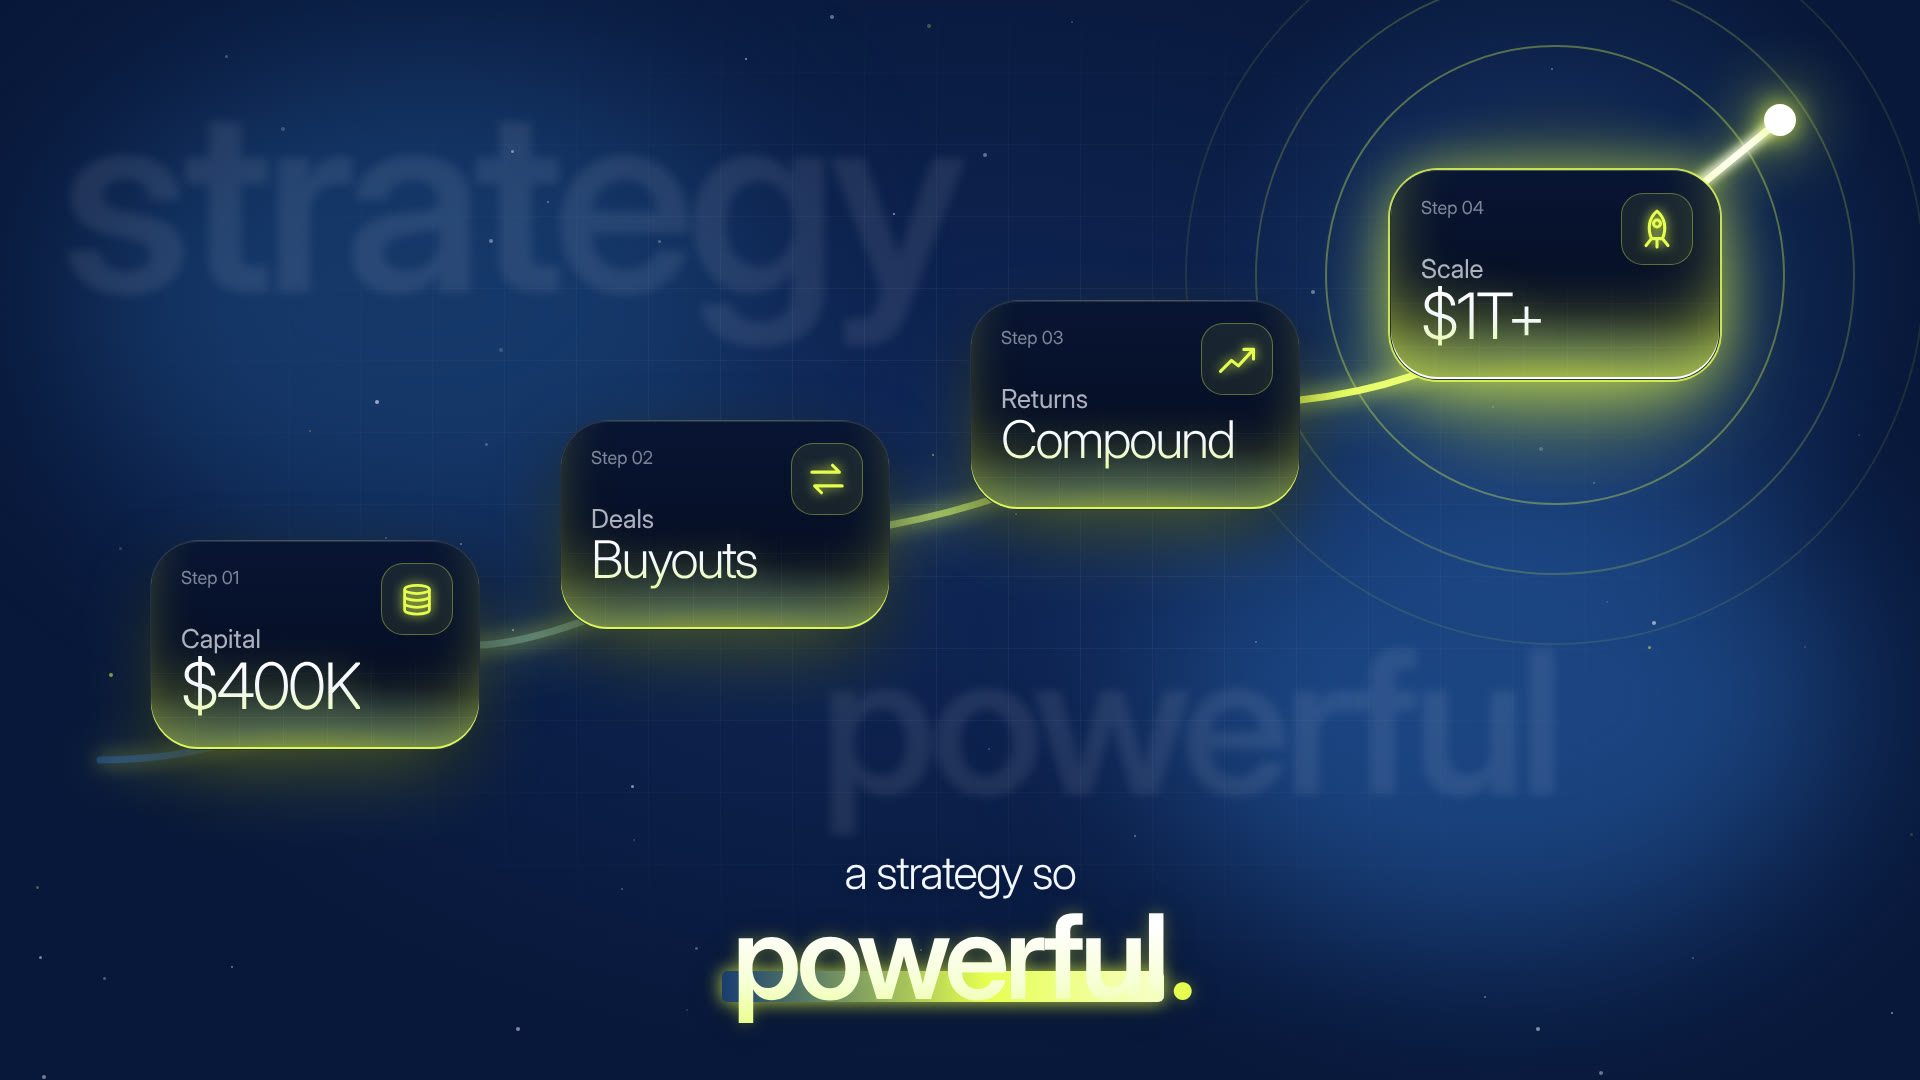 strategy
Step 01
Capital
$400K
Step 02
Deals
Buyouts
Step 03
Returns
Compound
Step 04
Scale
$1T+
powerful
a strategy so
powerful.